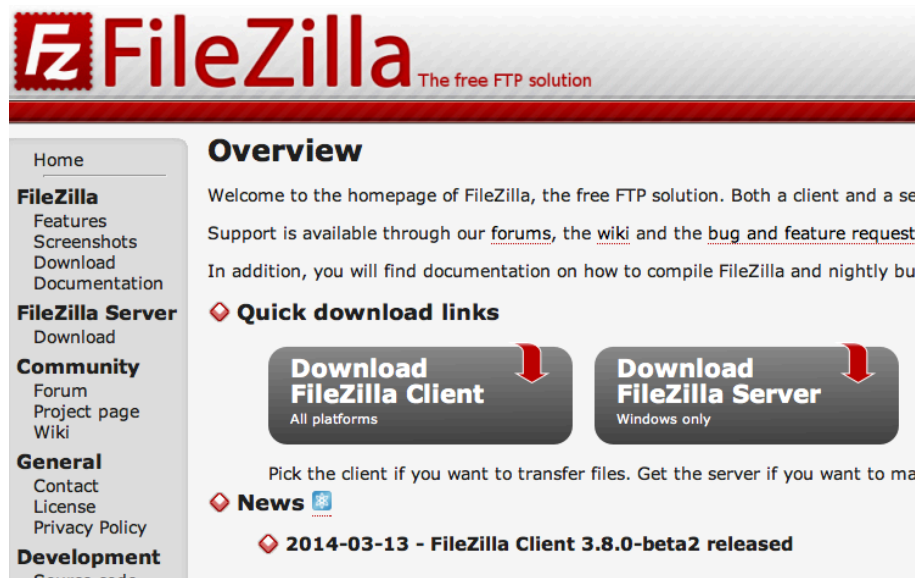 Fz FileZilla The free FTP solution
Home
FileZilla
Features
Screenshots
Download
Documentation
FileZilla Server
Download
Community
Forum
Project page
Wiki
General
Contact
License
Privacy Policy
Development
Source code
Overview
Welcome to the homepage of FileZilla, the free FTP solution. Both a client and a se
Support is available through our forums, the wiki and the bug and feature request
In addition, you will find documentation on how to compile FileZilla and nightly bu
Quick download links
Download
FileZilla Client
All platforms
Download
FileZilla Server
Windows only
Pick the client if you want to transfer files. Get the server if you want to ma
News
2014-03-13 - FileZilla Client 3.8.0-beta2 released